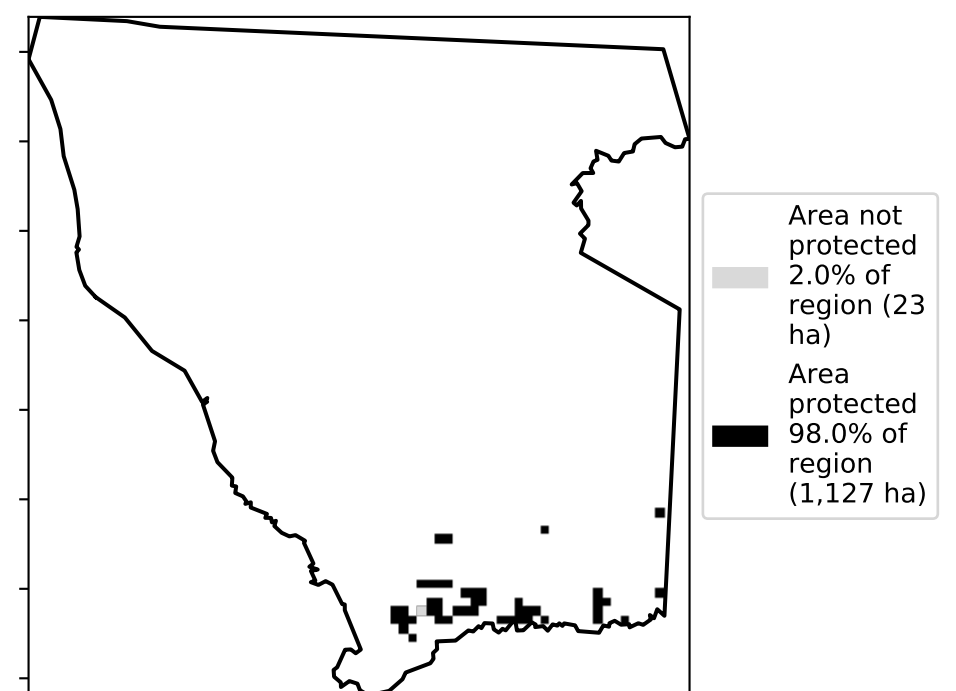 Area not
protected
2.0% of
region (23
ha)
Area
protected
98.0% of
region
(1,127 ha)